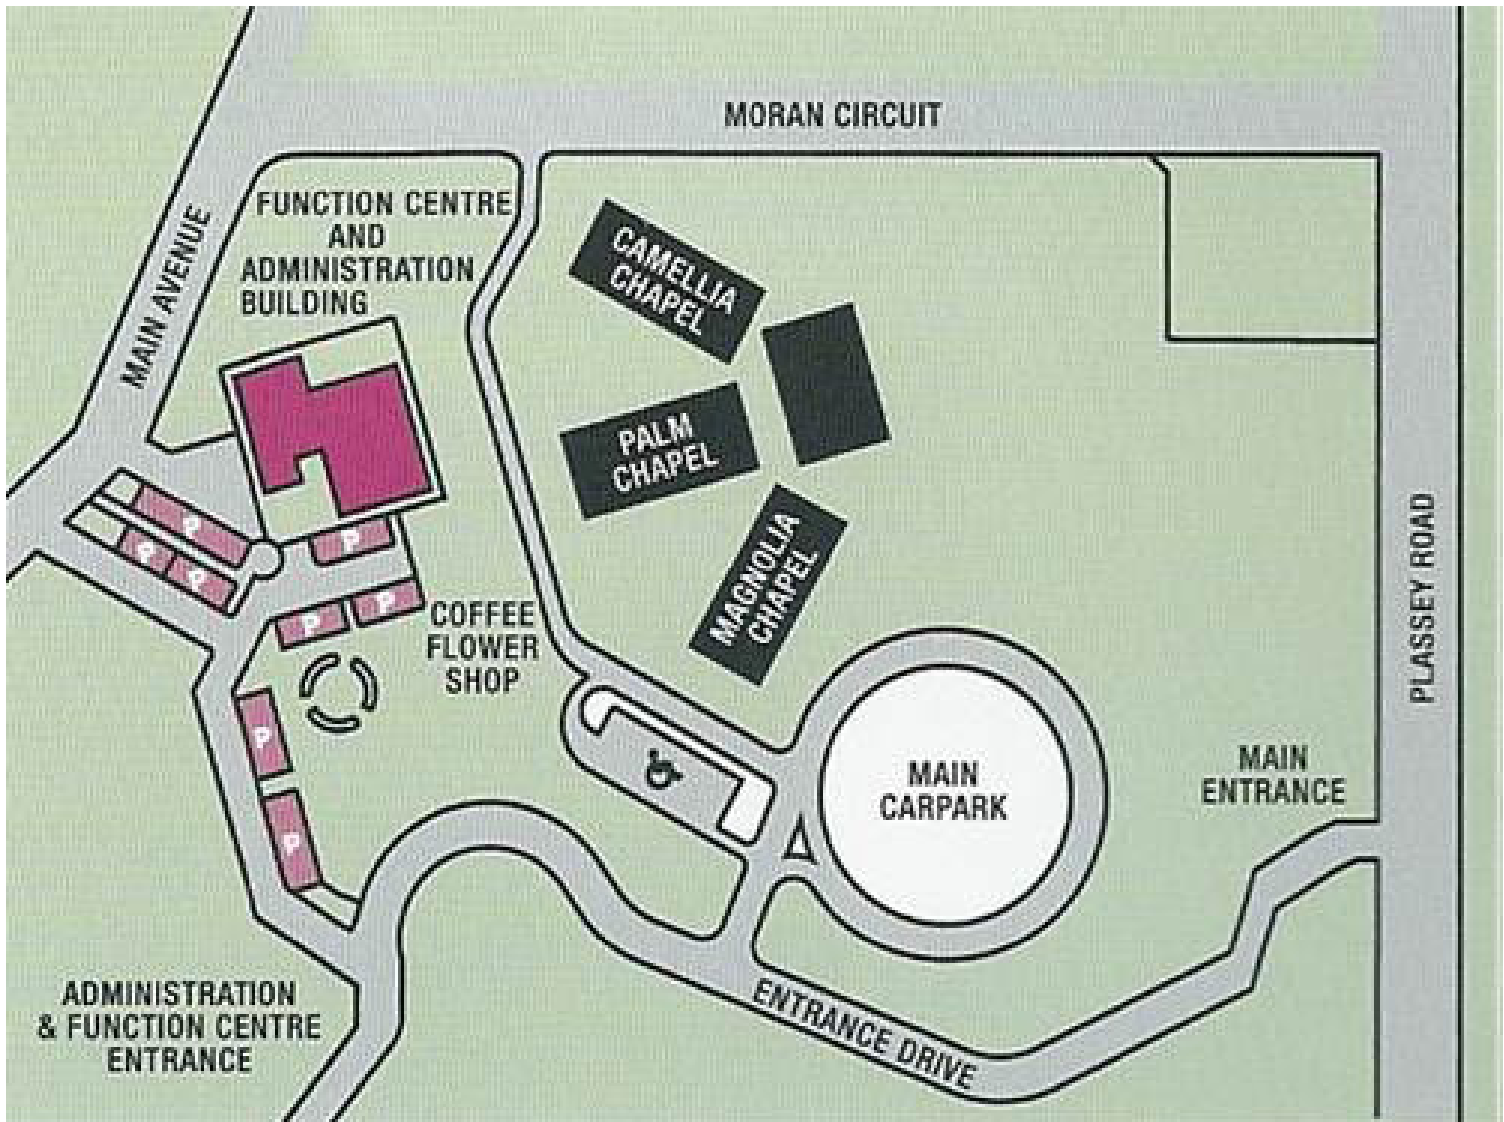 MORAN CIRCUIT
FUNCTION CENTRE
AND
ADMINISTRATION
BUILDING
MAIN AVENUE
CAMELLIA
CHAPEL
PALM
CHAPEL
MAGNOLIA
CHAPEL
P
P
P
P
P
P
P
P
COFFEE
FLOWER
SHOP
PLASSEY ROAD
MAIN
CARPARK
MAIN
ENTRANCE
ENTRANCE DRIVE
ADMINISTRATION
& FUNCTION CENTRE
ENTRANCE